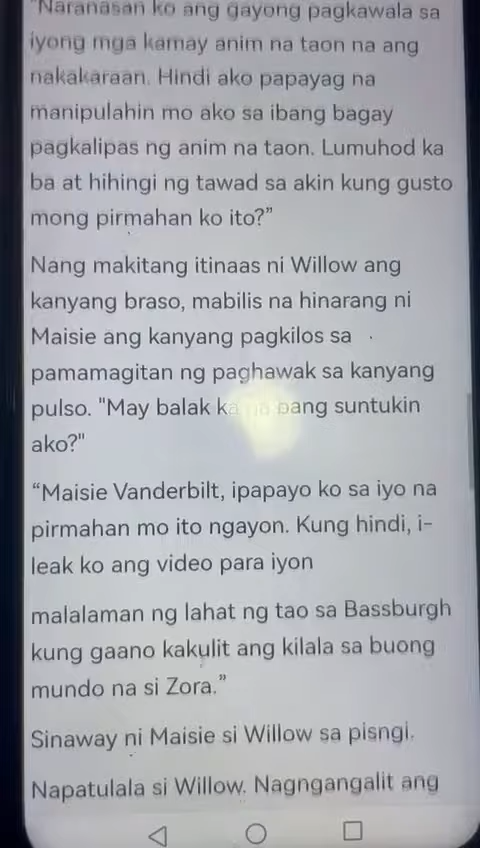 "Naranasan ko ang gayong pagkawala sa
iyong mga kamay anim na taon na ang
nakakaraan. Hindi ako papayag na
manipulahin mo ako sa ibang bagay
pagkalipas ng anim na taon. Lumuhod ka
ba at hihingi ng tawad sa akin kung gusto
mong pirmahan ko ito?”
Nang makitang itinaas ni Willow ang
kanyang braso, mabilis na hinarang ni
Maisie ang kanyang pagkilos sa
pamamagitan ng paghawak sa kanyang
pulso. "May balak ka na bang suntukin
ako?"
“Maisie Vanderbilt, ipapayo ko sa iyo na
pirmahan mo ito ngayon. Kung hindi, i-
leak ko ang video para iyon
malalaman ng lahat ng tao sa Bassburgh
kung gaano kakulit ang kilala sa buong
mundo na si Zora.”
Sinaway ni Maisie si Willow sa pisngi.
Napatulala si Willow. Nagngangalit ang